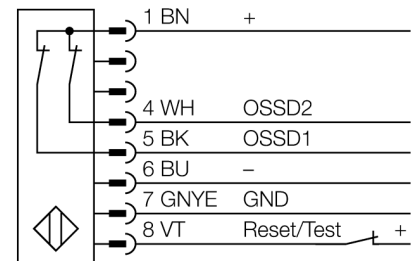 1 BN +
4 WH OSSD2
5 BK OSSD1
6 BU –
7 GNYE GND
8 VT Reset/Test +